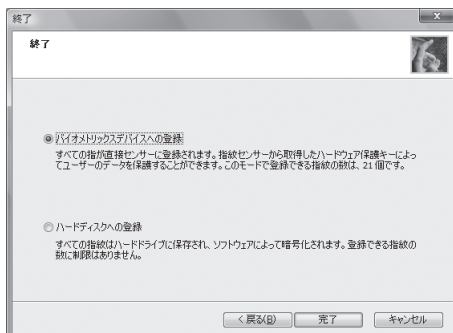 終了
終了
バイオメトリックスデバイスへの登録
すべての指が直接センサーに登録されます。指紋センサーから取得したハードウェア保護キーによっ
てユーザーのデータを保護することができます。このモードで登録できる指紋の数は、21 個です。
ハードディスクへの登録
すべての指紋はハードドライブに保存され、ソフトウェアによって暗号化されます。登録できる指紋の
数に制限はありません。
< 戻る(B)
完了
キャンセル